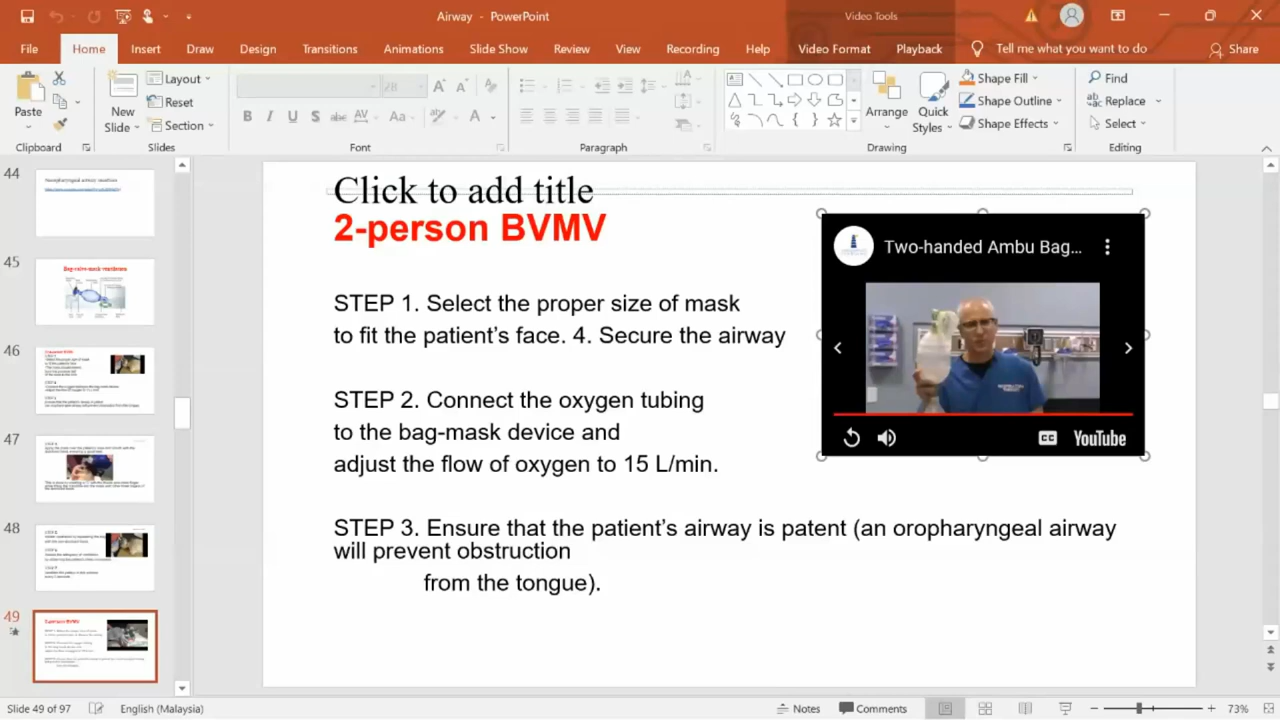 Airway - PowerPoint
Video Tools
File
Home
Insert
Draw
Design
Transitions
Animations
Slide Show
Review
View
Recording
Help
Video Format
Playback
Tell me what you want to do
Share
Paste
New
Slide
Layout
Reset
Section
28
Aa
Arrange
Quick
Styles
Shape Fill
Shape Outline
Shape Effects
Find
Replace
Select
Clipboard
Slides
Font
Paragraph
Drawing
Editing
44
45
Bag-valve-mask ventilation
46
47
48
49
2-person BVMV
Click to add title
2-person BVMV
STEP 1. Select the proper size of mask
to fit the patient’s face. 4. Secure the airway
STEP 2. Connect the oxygen tubing
to the bag-mask device and
adjust the flow of oxygen to 15 L/min.
STEP 3. Ensure that the patient’s airway is patent (an oropharyngeal airway
will prevent obstruction
from the tongue).
Two-handed Ambu Bag...
CC
YouTube
Slide 49 of 97
English (Malaysia)
Notes
Comments
73%